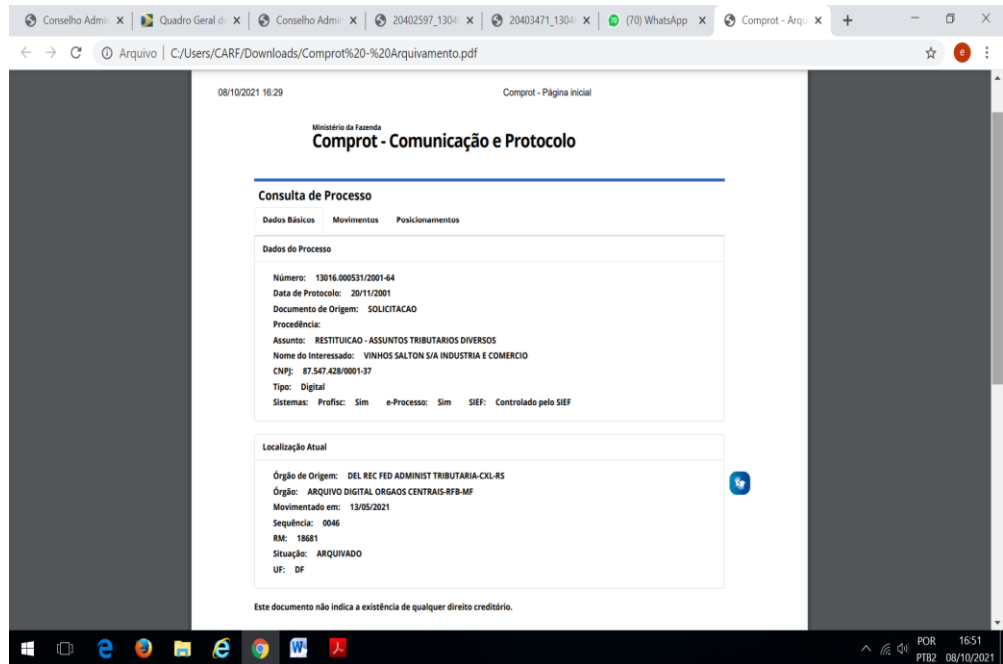 Conselho Admin
Quadro Geral de
Conselho Admin
20402597_1304
20403471_1304
(70) WhatsApp
Comprot - Arqu
Arquivo | C:/Users/CARF/Downloads/Comprot%20-%20Arquivamento.pdf
e
08/10/2021 16:29
Comprot - Página inicial
Ministério da Fazenda
Comprot - Comunicação e Protocolo
Consulta de Processo
Dados Básicos Movimentos Posicionamentos
Dados do Processo
Número: 13016.000531/2001-64
Data de Protocolo: 20/11/2001
Documento de Origem: SOLICITACAO
Procedência:
Assunto: RESTITUICAO - ASSUNTOS TRIBUTARIOS DIVERSOS
Nome do Interessado: VINHOS SALTON S/A INDUSTRIA E COMERCIO
CNPJ: 87.547.428/0001-37
Tipo: Digital
Sistemas: Profisc: Sim e-Processo: Sim SIEF: Controlado pelo SIEF
Localização Atual
Órgão de Origem: DEL REC FED ADMINIST TRIBUTARIA-CXL-RS
Órgão: ARQUIVO DIGITAL ORGAOS CENTRAIS-RFB-MF
Movimentado em: 13/05/2021
Sequência: 0046
RM: 18681
Situação: ARQUIVADO
UF: DF
Este documento não indica a existência de qualquer direito creditório.
POR 16:51
PTB2 08/10/2021